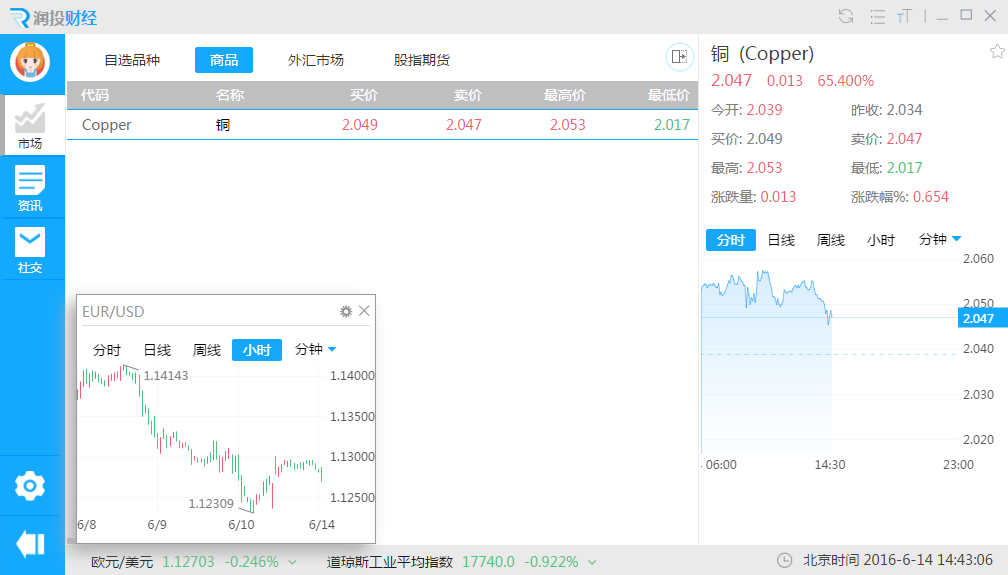 润投财经
TT
市场
资讯
社交
自选品种 商品 外汇市场 股指期货
代码 名称 买价 卖价 最高价 最低价
Copper 铜 2.049 2.047 2.053 2.017
铜 (Copper)
2.047 0.013 65.400%
今开: 2.039 昨收: 2.034
买价: 2.049 卖价: 2.047
最高: 2.053 最低: 2.017
涨跌量: 0.013 涨跌幅%: 0.654
分时 日线 周线 小时 分钟
2.060
2.050
2.047
2.040
2.030
2.020
06:00 14:30 23:00
EUR/USD
分时 日线 周线 小时 分钟
1.14143
1.14000
1.13500
1.13000
1.12500
1.12309
6/8 6/9 6/10 6/14
欧元/美元 1.12703 -0.246% 道琼斯工业平均指数 17740.0 -0.922% 北京时间 2016-6-14 14:43:06